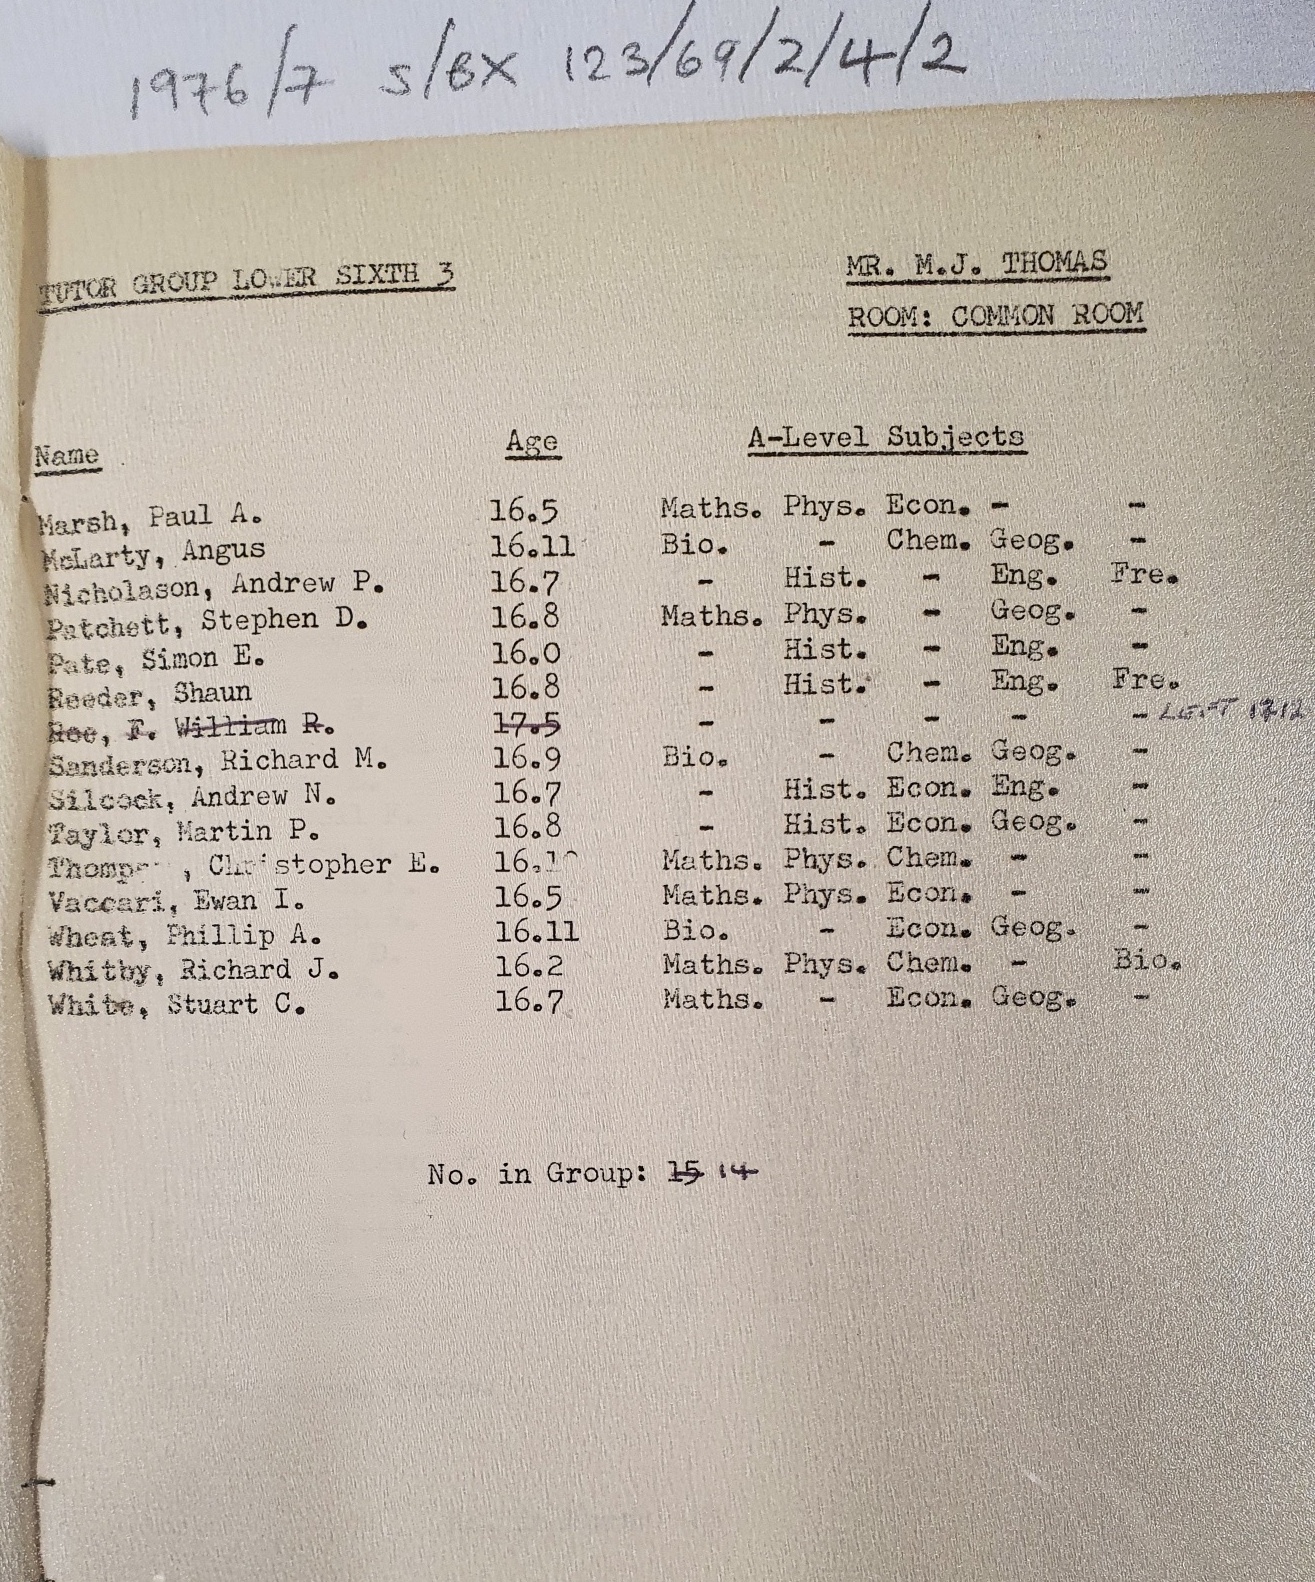 1976/7 S/BX 123/69/2/4/2
TUTOR GROUP LOWER SIXTH 3
MR. M.J. THOMAS
ROOM: COMMON ROOM
Name Age A-Level Subjects
Marsh, Paul A. 16.5 Maths. Phys. Econ. - -
McLarty, Angus 16.11 Bio. - Chem. Geog. -
Nicholason, Andrew P. 16.7 - Hist. - Eng. Fre.
Patchett, Stephen D. 16.8 Maths. Phys. - Geog. -
Pate, Simon E. 16.0 - Hist. - Eng. -
Reeder, Shaun 16.8 - Hist. - Eng. Fre.
Roe, F. William R. 17.5 - - - - - LEFT
Sanderson, Richard M. 16.9 Bio. - Chem. Geog. -
Silcock, Andrew N. 16.7 - Hist. Econ. Eng. -
Taylor, Martin P. 16.8 - Hist. Econ. Geog. -
Christopher E. Maths. Phys. Chem. - -
Vaccari, Ewan I. 16.5 Maths. Phys. Econ. - -
Wheat, Phillip A. 16.11 Bio. - Econ. Geog. -
Whitby, Richard J. 16.2 Maths. Phys. Chem. - Bio.
White, Stuart C. 16.7 Maths. - Econ. Geog. -
No. in Group: 15 14